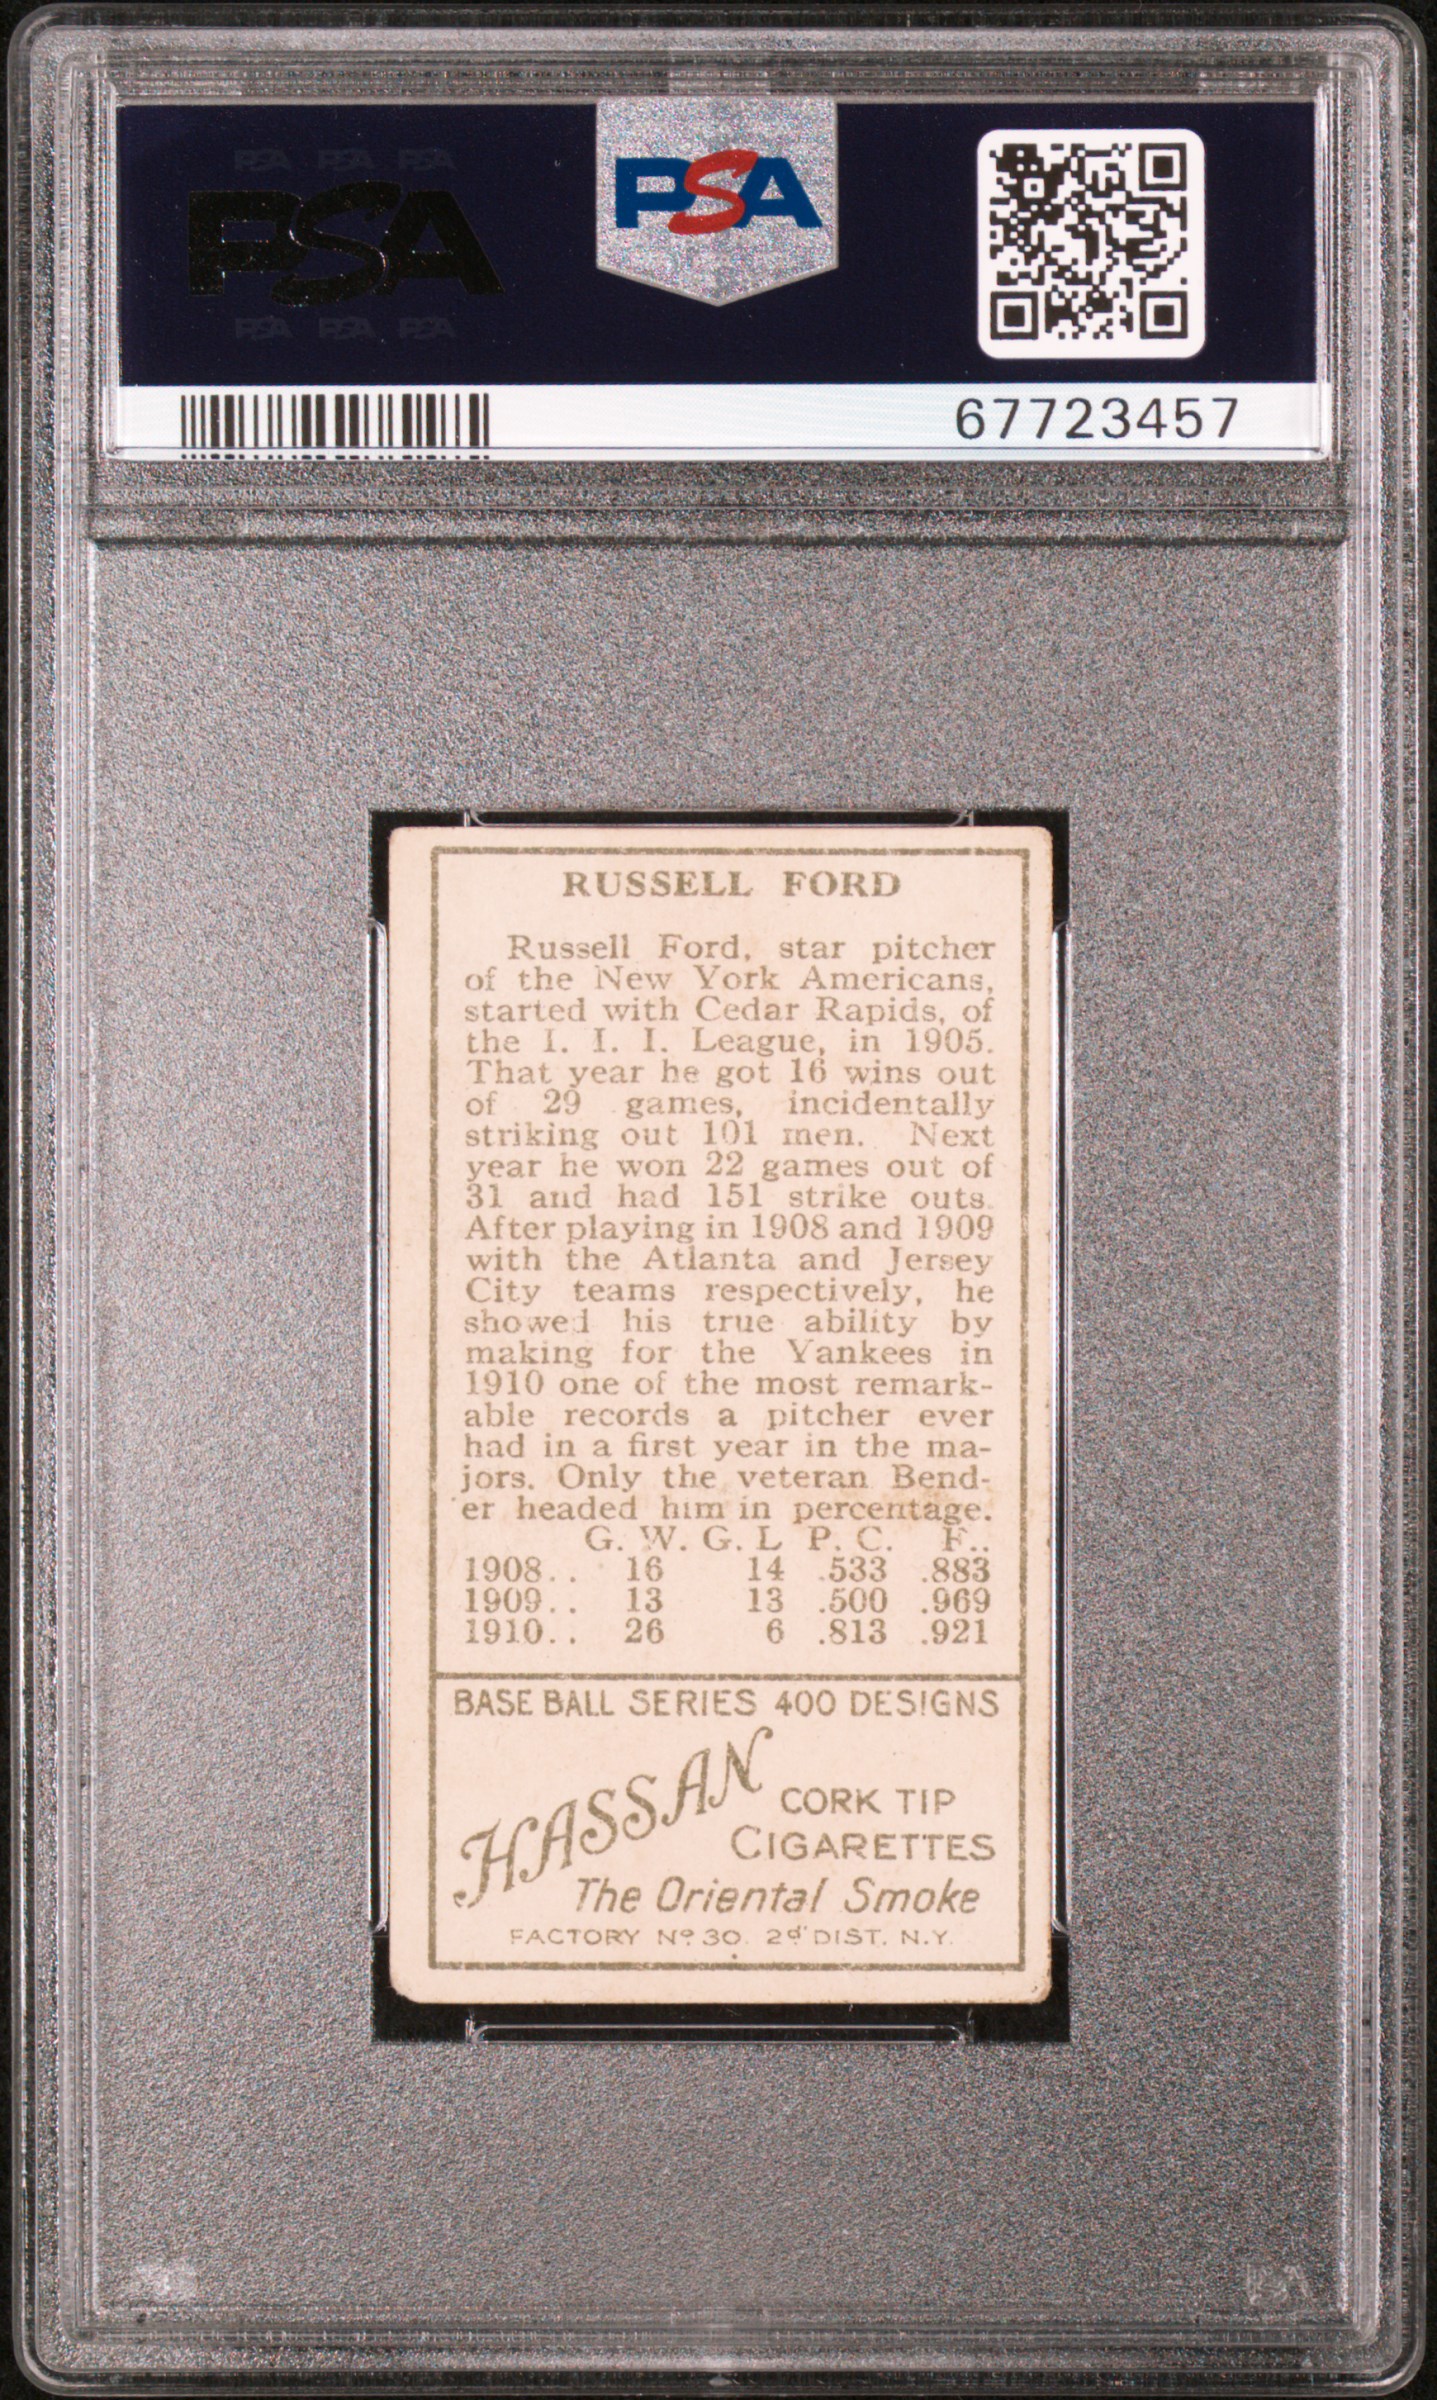 PSA PSA PSA
PSA
PSA PSA PSA
PSA
67723457
RUSSELL FORD
Russell Ford, star pitcher
of the New York Americans,
started with Cedar Rapids, of
the I. I. I. League, in 1905.
That year he got 16 wins out
of 29 games, incidentally
striking out 101 men. Next
year he won 22 games out of
31 and had 151 strike outs.
After playing in 1908 and 1909
with the Atlanta and Jersey
City teams respectively, he
showed his true ability by
making for the Yankees in
1910 one of the most remark-
able records a pitcher ever
had in a first year in the ma-
jors. Only the veteran Bend-
er headed him in percentage.
G. W. G. L P. C. F..
1908.. 16 14 .533 .883
1909.. 13 13 .500 .969
1910.. 26 6 .813 .921
BASE BALL SERIES 400 DESIGNS
HASSAN CORK TIP
CIGARETTES
The Oriental Smoke
FACTORY Nº 30. 2d DIST. N.Y.
PSA